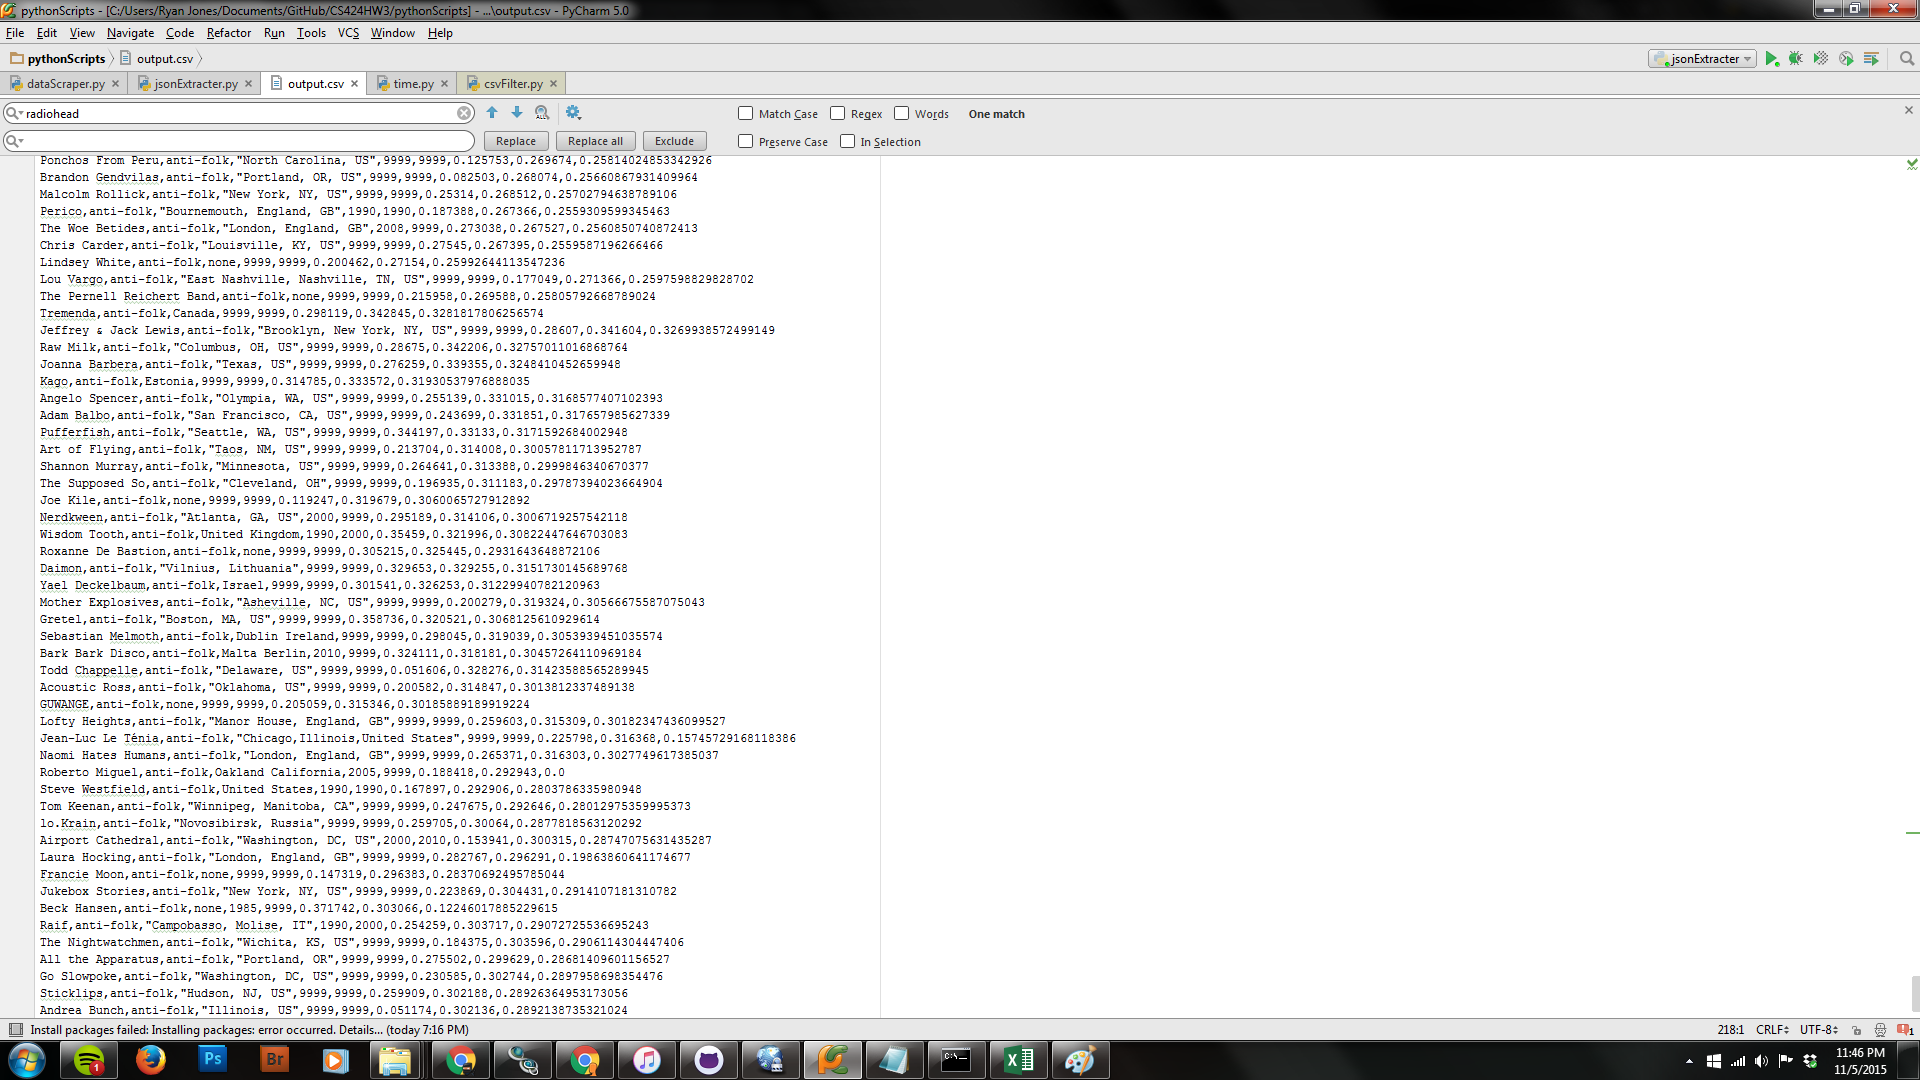 pythonScripts - [C:/Users/Ryan Jones/Documents/GitHub/CS424HW3/pythonScripts] - ...\output.csv - PyCharm 5.0
File Edit View Navigate Code Refactor Run Tools VCS Window Help
pythonScripts output.csv jsonExtracter
dataScraper.py jsonExtracter.py output.csv time.py csvFilter.py
radiohead Match Case Regex Words One match
Replace Replace all Exclude Preserve Case In Selection
Ponchos From Peru,anti-folk,"North Carolina, US",9999,9999,0.125753,0.269674,0.25814024853342926
Brandon Gendvilas,anti-folk,"Portland, OR, US",9999,9999,0.082503,0.268074,0.25660867931409964
Malcolm Rollick,anti-folk,"New York, NY, US",9999,9999,0.25314,0.268512,0.25702794638789106
Perico,anti-folk,"Bournemouth, England, GB",1990,1990,0.187388,0.267366,0.2559309599345463
The Woe Betides,anti-folk,"London, England, GB",2008,9999,0.273038,0.267527,0.2560850740872413
Chris Carder,anti-folk,"Louisville, KY, US",9999,9999,0.27545,0.267395,0.2559587196266466
Lindsey White,anti-folk,none,9999,9999,0.200462,0.27154,0.25992644113547236
Lou Vargo,anti-folk,"East Nashville, Nashville, TN, US",9999,9999,0.177049,0.271366,0.2597598829828702
The Pernell Reichert Band,anti-folk,none,9999,9999,0.215958,0.269588,0.25805792668789024
Tremenda,anti-folk,Canada,9999,9999,0.298119,0.342845,0.3281817806256574
Jeffrey & Jack Lewis,anti-folk,"Brooklyn, New York, NY, US",9999,9999,0.28607,0.341604,0.3269938572499149
Raw Milk,anti-folk,"Columbus, OH, US",9999,9999,0.28675,0.342206,0.32757011016868764
Joanna Barbera,anti-folk,"Texas, US",9999,9999,0.276259,0.339355,0.3248410452659948
Kago,anti-folk,Estonia,9999,9999,0.314785,0.333572,0.31930537976888035
Angelo Spencer,anti-folk,"Olympia, WA, US",9999,9999,0.255139,0.331015,0.3168577407102393
Adam Balbo,anti-folk,"San Francisco, CA, US",9999,9999,0.243699,0.331851,0.317657985627339
Pufferfish,anti-folk,"Seattle, WA, US",9999,9999,0.344197,0.33133,0.3171592684002948
Art of Flying,anti-folk,"Taos, NM, US",9999,9999,0.213704,0.314008,0.30057811713952787
Shannon Murray,anti-folk,"Minnesota, US",9999,9999,0.264641,0.313388,0.2999846340670377
The Supposed So,anti-folk,"Cleveland, OH",9999,9999,0.196935,0.311183,0.29787394023664904
Joe Kile,anti-folk,none,9999,9999,0.119247,0.319679,0.3060065727912892
Nerdkween,anti-folk,"Atlanta, GA, US",2000,9999,0.295189,0.314106,0.3006719257542118
Wisdom Tooth,anti-folk,United Kingdom,1990,2000,0.35459,0.321996,0.30822447646703083
Roxanne De Bastion,anti-folk,none,9999,9999,0.305215,0.325445,0.2931643648872106
Daimon,anti-folk,"Vilnius, Lithuania",9999,9999,0.329653,0.329255,0.3151730145689768
Yael Deckelbaum,anti-folk,Israel,9999,9999,0.301541,0.326253,0.31229940782120963
Mother Explosives,anti-folk,"Asheville, NC, US",9999,9999,0.200279,0.319324,0.30566675587075043
Gretel,anti-folk,"Boston, MA, US",9999,9999,0.358736,0.320521,0.3068125610929614
Sebastian Melmoth,anti-folk,Dublin Ireland,9999,9999,0.298045,0.319039,0.3053939451035574
Bark Bark Disco,anti-folk,Malta Berlin,2010,9999,0.324111,0.318181,0.30457264110969184
Todd Chappelle,anti-folk,"Delaware, US",9999,9999,0.051606,0.328276,0.31423588565289945
Acoustic Ross,anti-folk,"Oklahoma, US",9999,9999,0.200582,0.314847,0.3013812337489138
GUWANGE,anti-folk,none,9999,9999,0.205059,0.315346,0.30185889189919224
Lofty Heights,anti-folk,"Manor House, England, GB",9999,9999,0.259603,0.315309,0.30182347436099527
Jean-Luc Le Ténia,anti-folk,"Chicago,Illinois,United States",9999,9999,0.225798,0.316368,0.15745729168118386
Naomi Hates Humans,anti-folk,"London, England, GB",9999,9999,0.265371,0.316303,0.3027749617385037
Roberto Miguel,anti-folk,Oakland California,2005,9999,0.188418,0.292943,0.0
Steve Westfield,anti-folk,United States,1990,1990,0.167897,0.292906,0.2803786335980948
Tom Keenan,anti-folk,"Winnipeg, Manitoba, CA",9999,9999,0.247675,0.292646,0.28012975359995373
lo.Krain,anti-folk,"Novosibirsk, Russia",9999,9999,0.259705,0.30064,0.2877818563120292
Airport Cathedral,anti-folk,"Washington, DC, US",2000,2010,0.153941,0.300315,0.28747075631435287
Laura Hocking,anti-folk,"London, England, GB",9999,9999,0.282767,0.296291,0.19863860641174677
Francie Moon,anti-folk,none,9999,9999,0.147319,0.296383,0.28370692495785044
Jukebox Stories,anti-folk,"New York, NY, US",9999,9999,0.223869,0.304431,0.2914107181310782
Beck Hansen,anti-folk,none,1985,9999,0.371742,0.303066,0.12246017885229615
Raif,anti-folk,"Campobasso, Molise, IT",1990,2000,0.254259,0.303717,0.29072725536695243
The Nightwatchmen,anti-folk,"Wichita, KS, US",9999,9999,0.184375,0.303596,0.2906114304447406
All the Apparatus,anti-folk,"Portland, OR",9999,9999,0.275502,0.299629,0.28681409601156527
Go Slowpoke,anti-folk,"Washington, DC, US",9999,9999,0.230585,0.302744,0.2897958698354476
Sticklips,anti-folk,"Hudson, NJ, US",9999,9999,0.259909,0.302188,0.28926364953173056
Andrea Bunch,anti-folk,"Illinois, US",9999,9999,0.051174,0.302136,0.2892138735321024
Install packages failed: Installing packages: error occurred. Details... (today 7:16 PM) 218:1 CRLF UTF-8 1
1 Ps Br C:\ 11:46 PM
11/5/2015